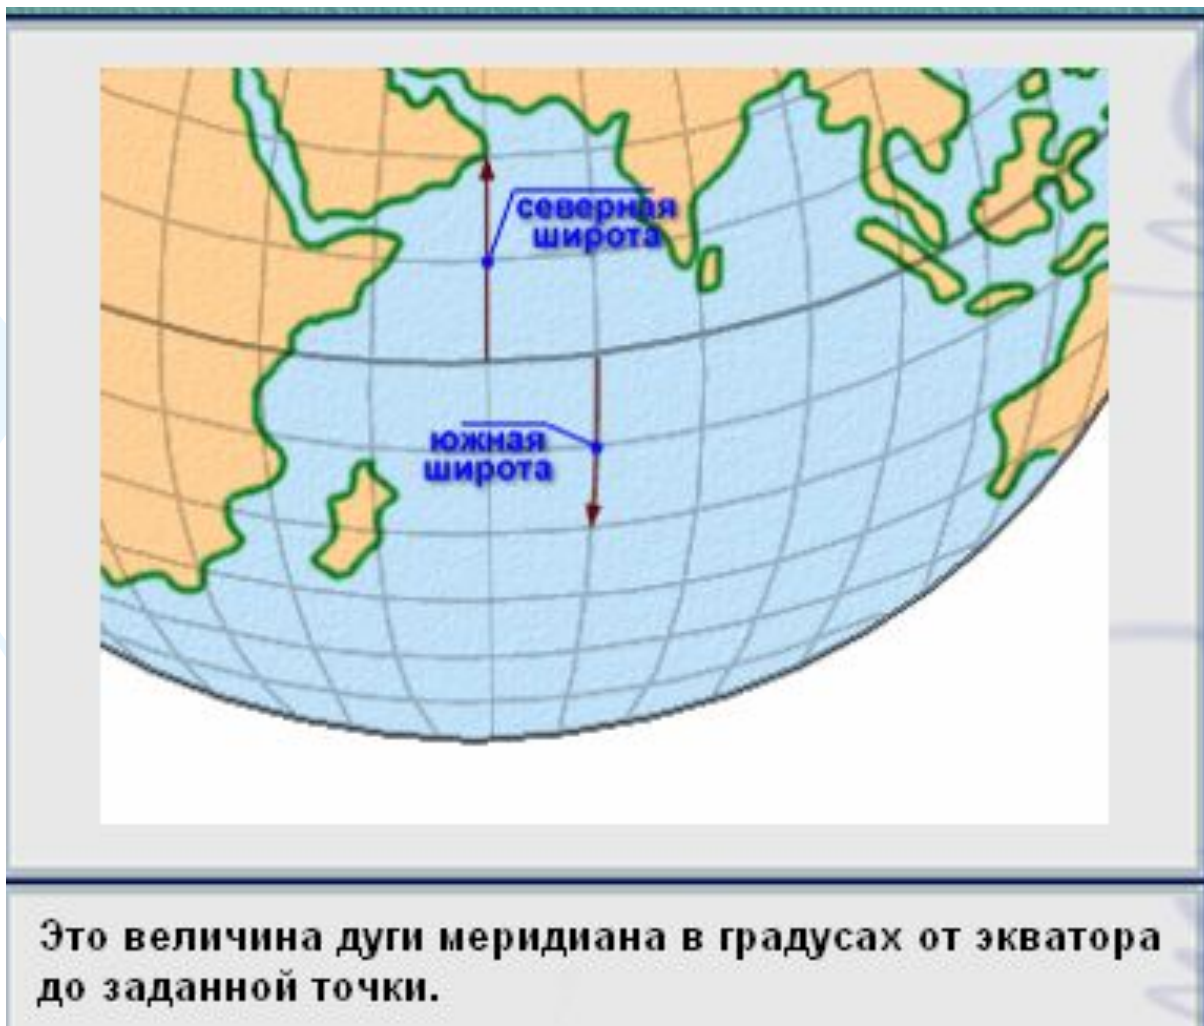 северная
широта
южная
широта
Это величина дуги меридиана в градусах от экватора
до заданной точки.